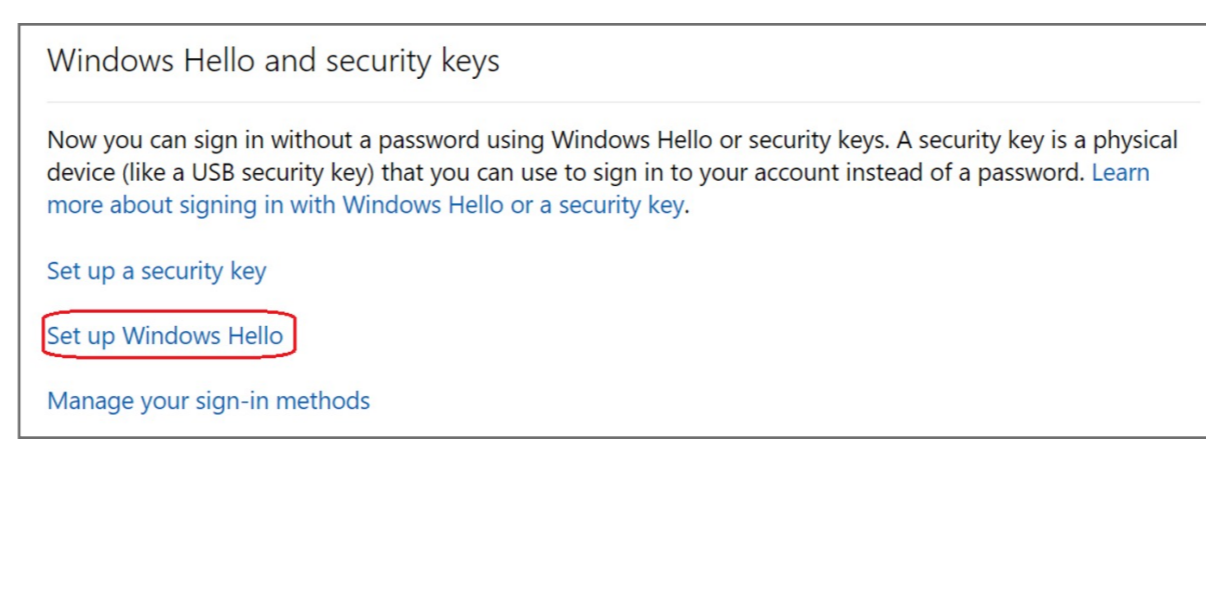 Windows Hello and security keys
Now you can sign in without a password using Windows Hello or security keys. A security key is a physical
device (like a USB security key) that you can use to sign in to your account instead of a password. Learn
more about signing in with Windows Hello or a security key.
Set up a security key
Set up Windows Hello
Manage your sign-in methods